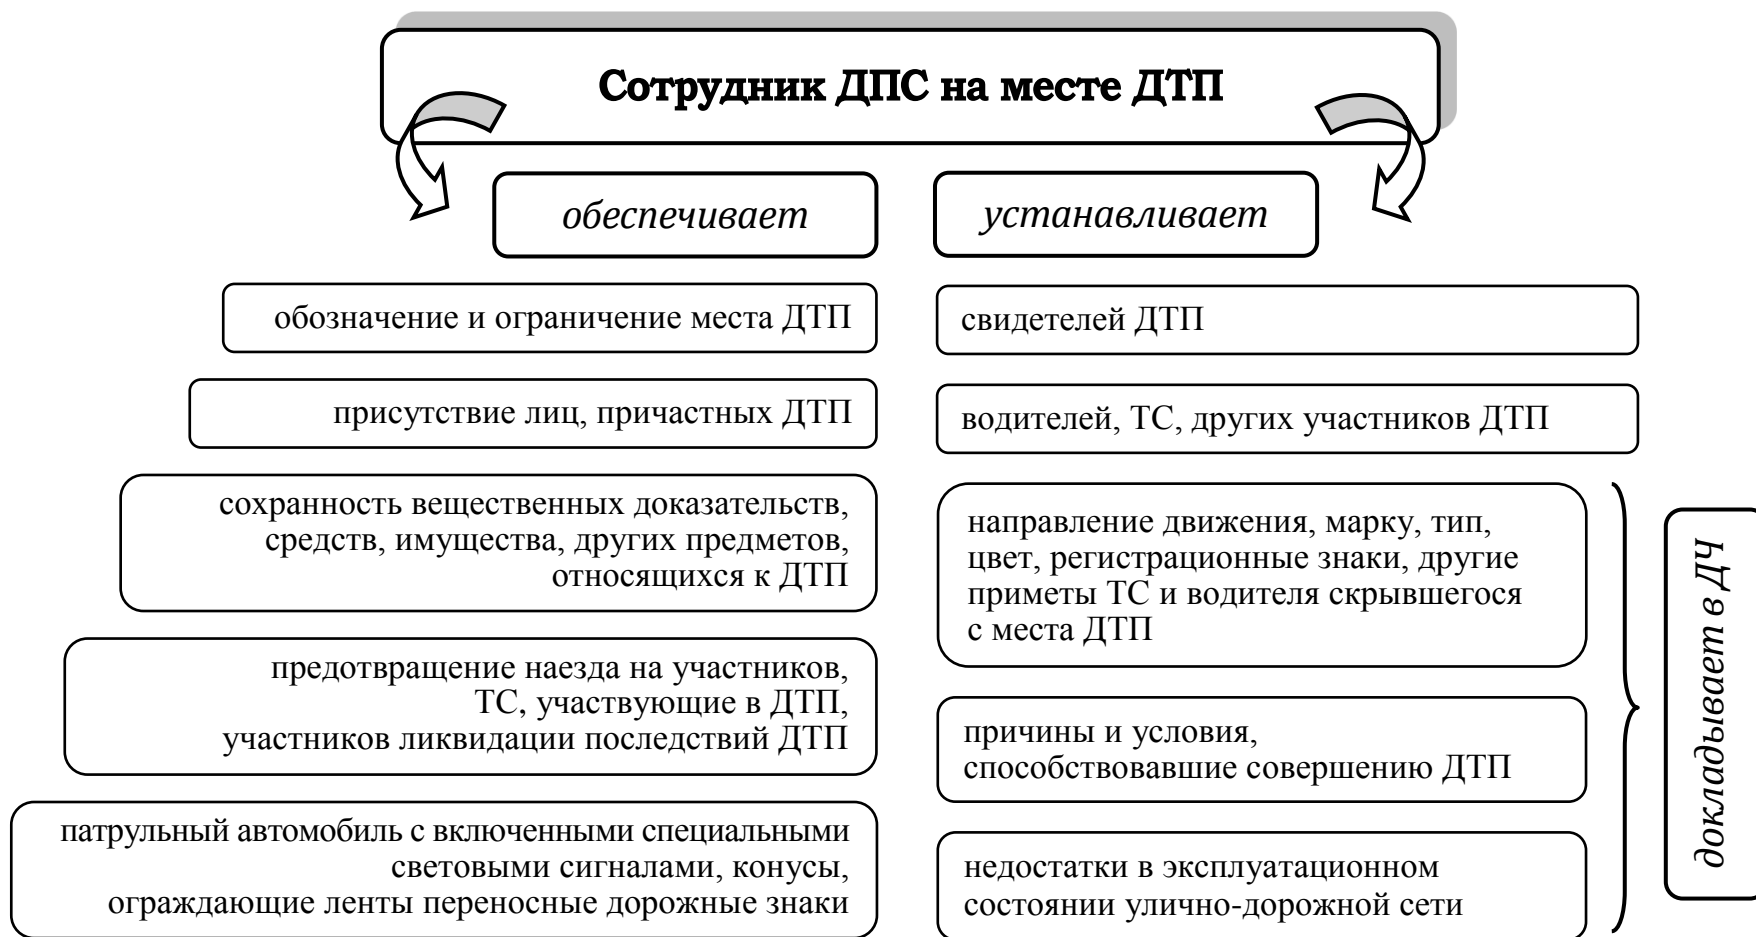 Сотрудник ДПС на месте ДТП
обеспечивает
обозначение и ограничение места ДТП
присутствие лиц, причастных ДТП
сохранность вещественных доказательств,
средств, имущества, других предметов,
относящихся к ДТП
предотвращение наезда на участников,
ТС, участвующие в ДТП,
участников ликвидации последствий ДТП
патрульный автомобиль с включенными специальными
световыми сигналами, конусы,
ограждающие ленты переносные дорожные знаки
устанавливает
свидетелей ДТП
водителей, ТС, других участников ДТП
направление движения, марку, тип,
цвет, регистрационные знаки, другие
приметы ТС и водителя скрывшегося
с места ДТП
причины и условия,
способствовавшие совершению ДТП
недостатки в эксплуатационном
состоянии улично-дорожной сети
докладывает в ДЧ